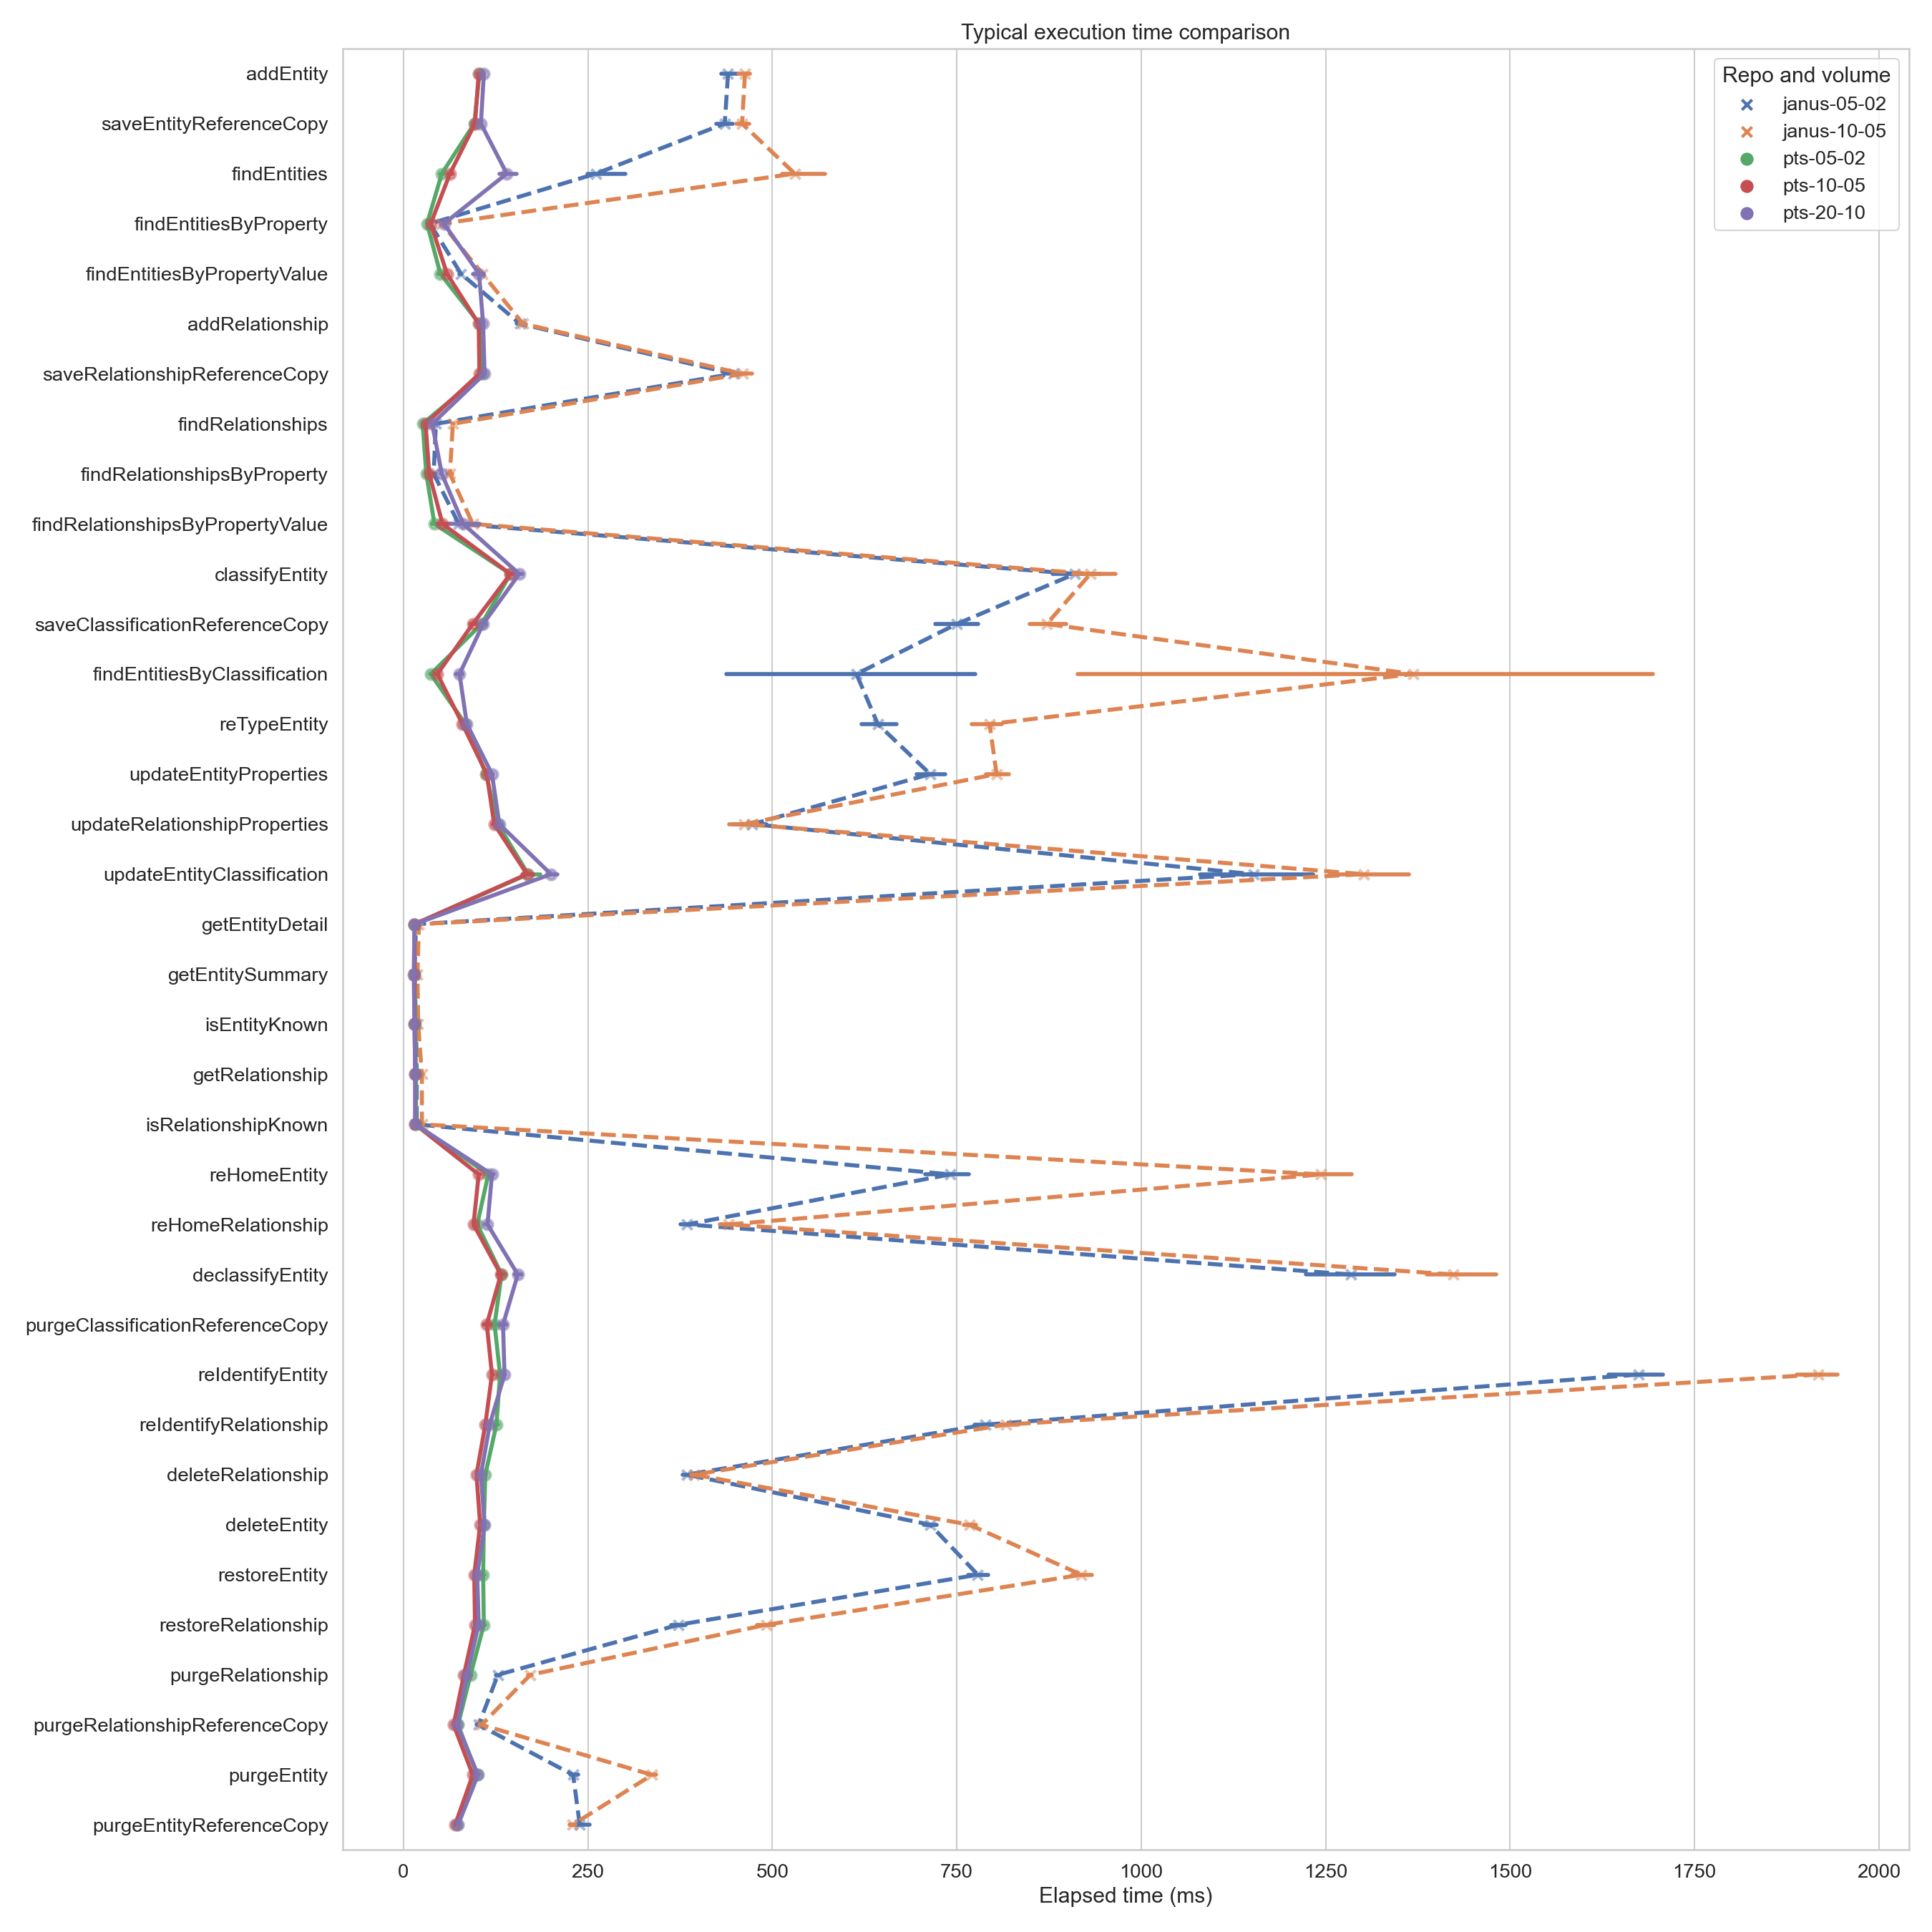 Typical execution time comparison
Repo and volume
janus-05-02
janus-10-05
pts-05-02
pts-10-05
pts-20-10
addEntity
saveEntityReferenceCopy
findEntities
findEntitiesByProperty
findEntitiesByPropertyValue
addRelationship
saveRelationshipReferenceCopy
findRelationships
findRelationshipsByProperty
findRelationshipsByPropertyValue
classifyEntity
saveClassificationReferenceCopy
findEntitiesByClassification
reTypeEntity
updateEntityProperties
updateRelationshipProperties
updateEntityClassification
getEntityDetail
getEntitySummary
isEntityKnown
getRelationship
isRelationshipKnown
reHomeEntity
reHomeRelationship
declassifyEntity
purgeClassificationReferenceCopy
reIdentifyEntity
reIdentifyRelationship
deleteRelationship
deleteEntity
restoreEntity
restoreRelationship
purgeRelationship
purgeRelationshipReferenceCopy
purgeEntity
purgeEntityReferenceCopy
0 250 500 750 1000 1250 1500 1750 2000
Elapsed time (ms)